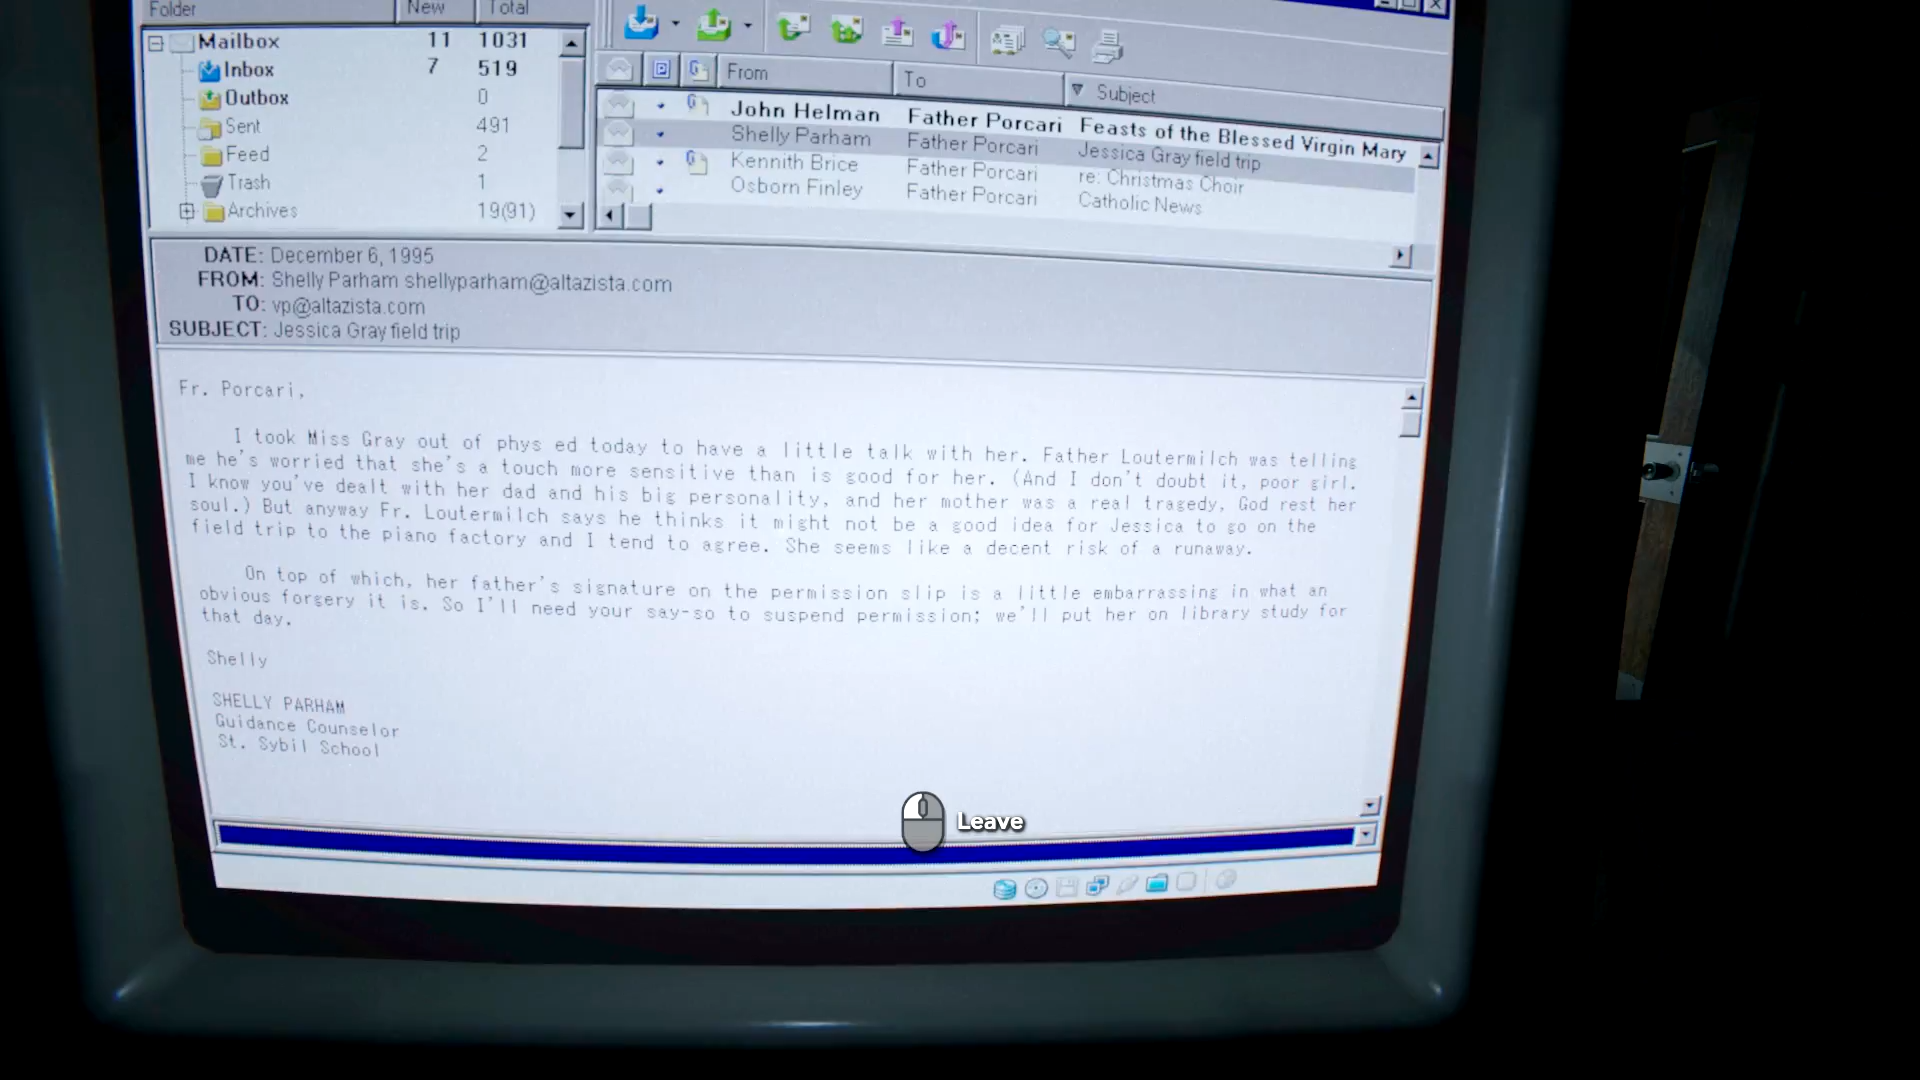 Folder New Total
Mailbox 11 1031
Inbox 7 519
Outbox 0
Sent 491
Feed 2
Trash 1
Archives 19(91)
From To Subject
John Helman Father Porcari Feasts of the Blessed Virgin Mary
Shelly Parham Father Porcari Jessica Gray field trip
Kennith Brice Father Porcari re: Christmas Choir
Osborn Finley Father Porcari Catholic News
DATE: December 6, 1995
FROM: Shelly Parham shellyparham@altazista.com
TO: vp@altazista.com
SUBJECT: Jessica Gray field trip
Fr. Porcari,
I took Miss Gray out of phys ed today to have a little talk with her. Father Loutermilch was telling
me he's worried that she's a touch more sensitive than is good for her. (And I don't doubt it, poor girl.
I know you've dealt with her dad and his big personality, and her mother was a real tragedy, God rest her
soul.) But anyway Fr. Loutermilch says he thinks it might not be a good idea for Jessica to go on the
field trip to the piano factory and I tend to agree. She seems like a decent risk of a runaway.
On top of which, her father's signature on the permission slip is a little embarrassing in what an
obvious forgery it is. So I'll need your say-so to suspend permission; we'll put her on library study for
that day.
Shelly
SHELLY PARHAM
Guidance Counselor
St. Sybil School
Leave